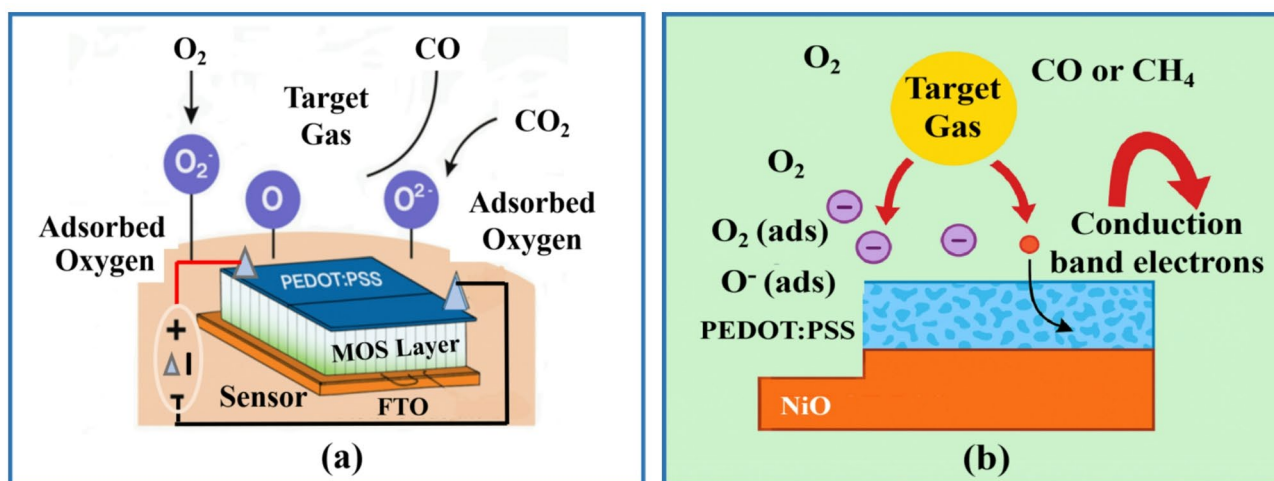 O₂
CO
Target
Gas
CO₂
O₂⁻
O
O²⁻
Adsorbed
Oxygen
Adsorbed
Oxygen
PEDOT:PSS
MOS Layer
+
I
Sensor
FTO
(a)
O₂
Target
Gas
CO or CH₄
O₂
−
−
−
O₂ (ads)
Conduction
band electrons
O⁻ (ads)
PEDOT:PSS
NiO
(b)